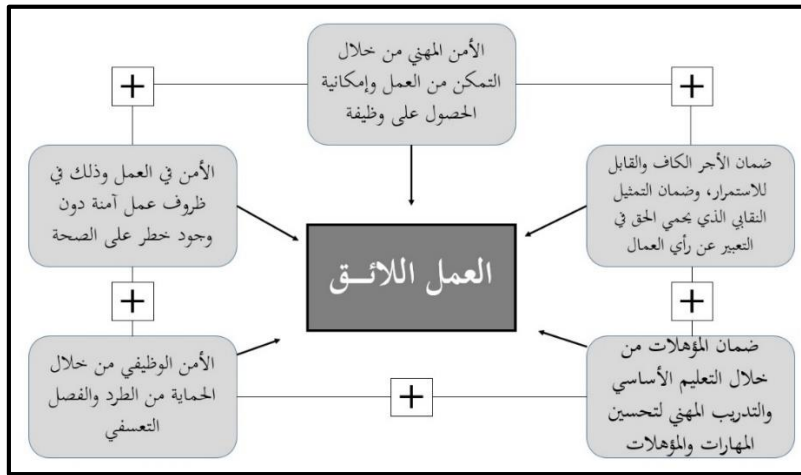 الأمن المهني من خلال
التمكن من العمل وإمكانية
الحصول على وظيفة
+
+
ضمان الأجر الكاف والقابل
للاستمرار، وضمان التمثيل
النقابي الذي يحمي الحق في
التعبير عن رأي العمال
الأمن في العمل وذلك في
ظروف عمل آمنة دون
وجود خطر على الصحة
العمل اللائــق
+
+
ضمان المؤهلات من
خلال التعليم الأساسي
والتدريب المهني لتحسين
المهارات والمؤهلات
الأمن الوظيفي من خلال
الحماية من الطرد والفصل
التعسفي
+